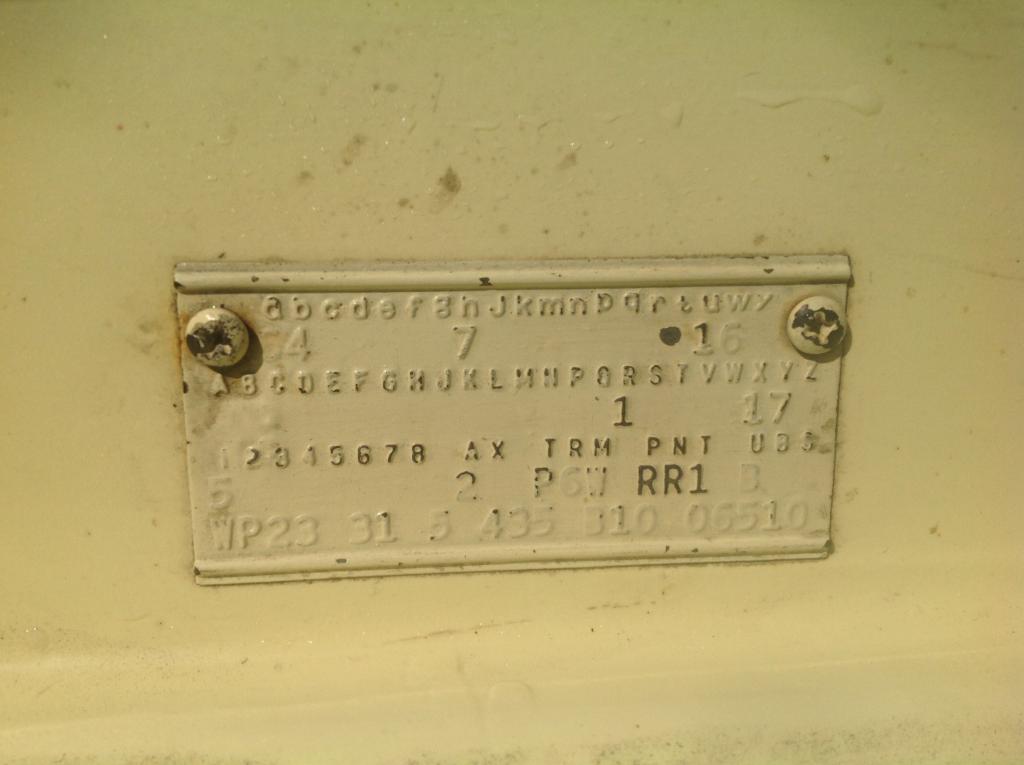 abcdefghJkmnpqrtuwy
4 7 16
ABCDEFGHJKLMNPQRSTVWXYZ
1 17
12345678 AX TRM PNT UBS
5 2 P6W RR1 B
WP23 31 5 435 B10 06510